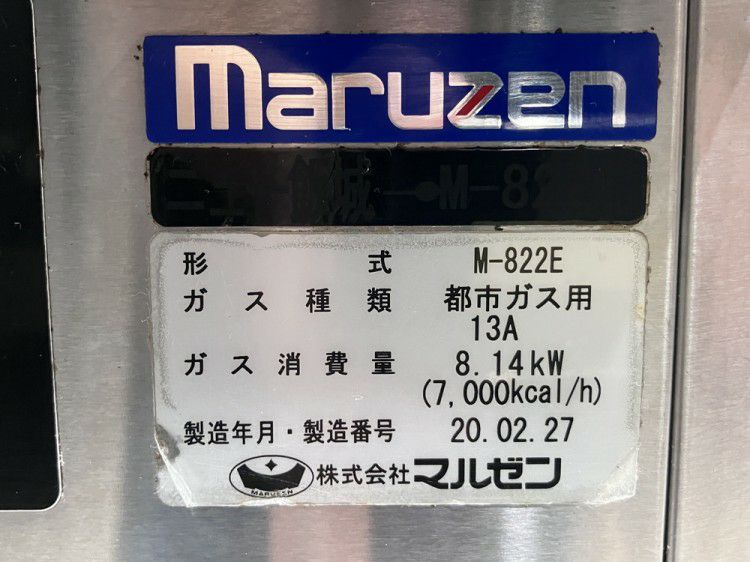 maruzen
M-82
形式 M-822E
ガス種類 都市ガス用
13A
ガス消費量 8.14kW
(7,000kcal/h)
製造年月・製造番号 20.02.27
MARUZEN 株式会社マルゼン